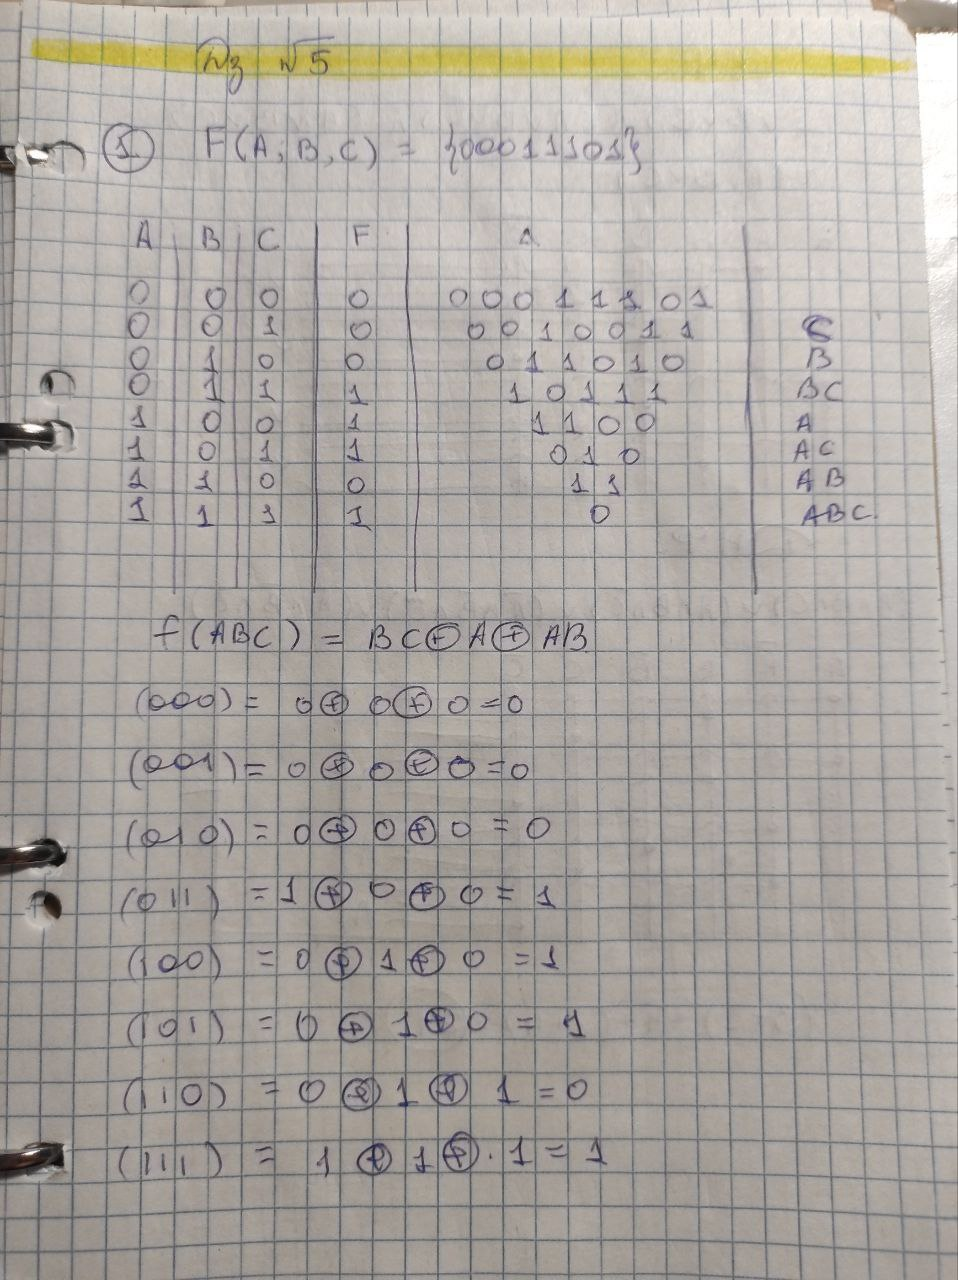 Дз №5
① F(A, B, C) = {00011101}
A B C F 1
0 0 0 0 0 0 0 1 1 1 0 1
0 0 1 0 0 0 1 0 0 1 1 C
0 1 0 0 0 1 1 0 1 0 B
0 1 1 1 1 0 1 1 1 BC
1 0 0 1 1 1 0 0 A
1 0 1 1 0 1 0 AC
1 1 0 0 1 1 AB
1 1 1 1 0 ABC.
f(ABC) = BC⊕A⊕AB
(000) = 0⊕0⊕0=0
(001) = 0⊕0⊕0=0
(010) = 0⊕0⊕0=0
(011) = 1⊕0⊕0=1
(100) = 0⊕1⊕0=1
(101) = 0⊕1⊕0=1
(110) = 0⊕1⊕1=0
(111) = 1⊕1⊕.1=1